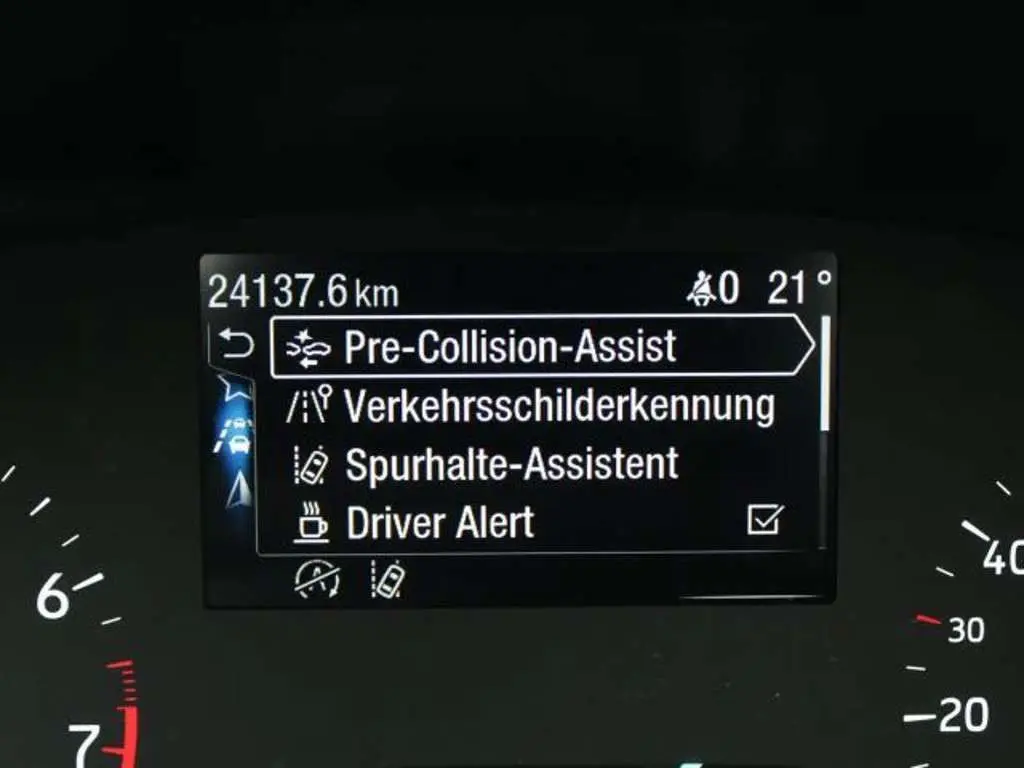 24137.6 km 0 21°
Pre-Collision-Assist
Verkehrsschilderkennung
Spurhalte-Assistent
Driver Alert
6
7
40
30
20